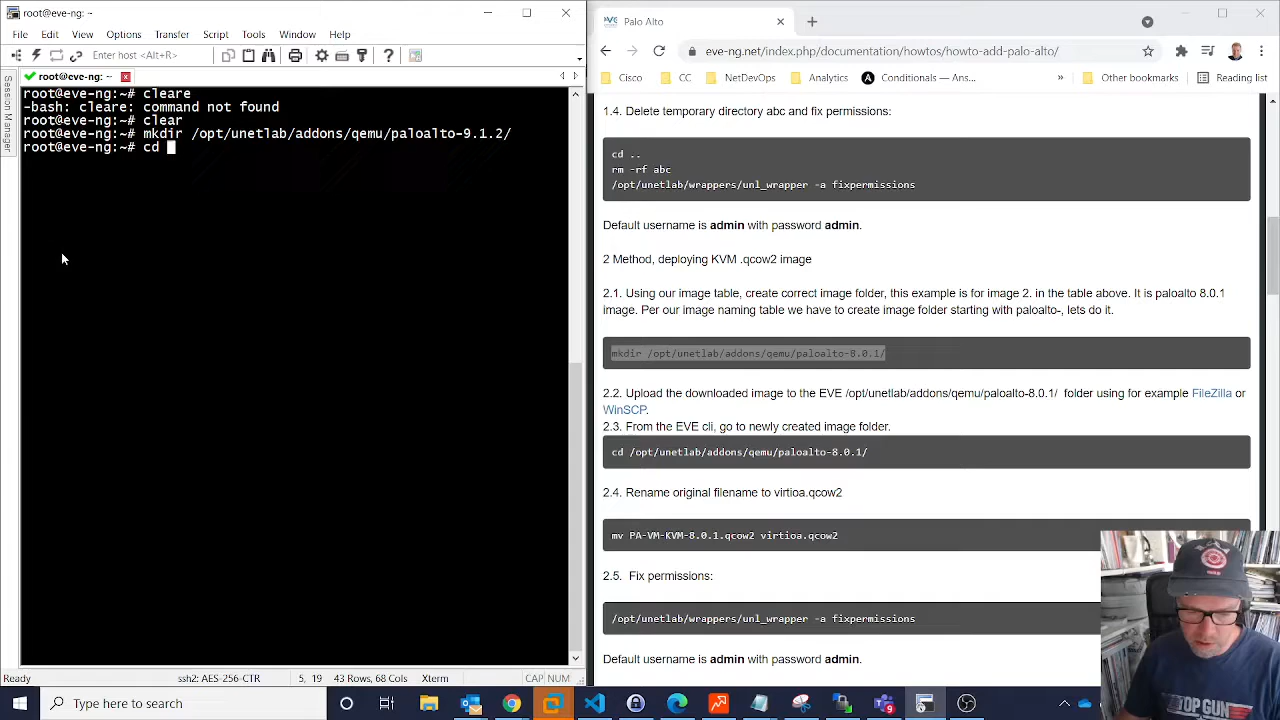 root@eve-ng: ~
Palo Alto
File Edit View Options Transfer Script Tools Window Help
eve-ng.net/index.php/documentation/howtos/howto-add-palo-alto/
Enter host <Alt+R>
Cisco CC NetDevOps Analytics Conditionals — Ans... » Other bookmarks Reading list
root@eve-ng: ~
Session Manager
root@eve-ng:~# cleare
-bash: cleare: command not found
root@eve-ng:~# clear
root@eve-ng:~# mkdir /opt/unetlab/addons/qemu/paloalto-9.1.2/
root@eve-ng:~# cd
1.4. Delete temporary directory abc and fix permissions:
cd ..
rm -rf abc
/opt/unetlab/wrappers/unl_wrapper -a fixpermissions
Default username is admin with password admin.
2 Method, deploying KVM .qcow2 image
2.1. Using our image table, create correct image folder, this example is for image 2. in the table above. It is paloalto 8.0.1
image. Per our image naming table we have to create image folder starting with paloalto-, lets do it.
mkdir /opt/unetlab/addons/qemu/paloalto-8.0.1/
2.2. Upload the downloaded image to the EVE /opt/unetlab/addons/qemu/paloalto-8.0.1/ folder using for example FileZilla or
WinSCP.
2.3. From the EVE cli, go to newly created image folder.
cd /opt/unetlab/addons/qemu/paloalto-8.0.1/
2.4. Rename original filename to virtioa.qcow2
mv PA-VM-KVM-8.0.1.qcow2 virtioa.qcow2
2.5. Fix permissions:
/opt/unetlab/wrappers/unl_wrapper -a fixpermissions
Default username is admin with password admin.
Ready ssh2: AES-256-CTR 5, 19 43 Rows, 68 Cols Xterm CAP NUM
Type here to search
TOP GUN